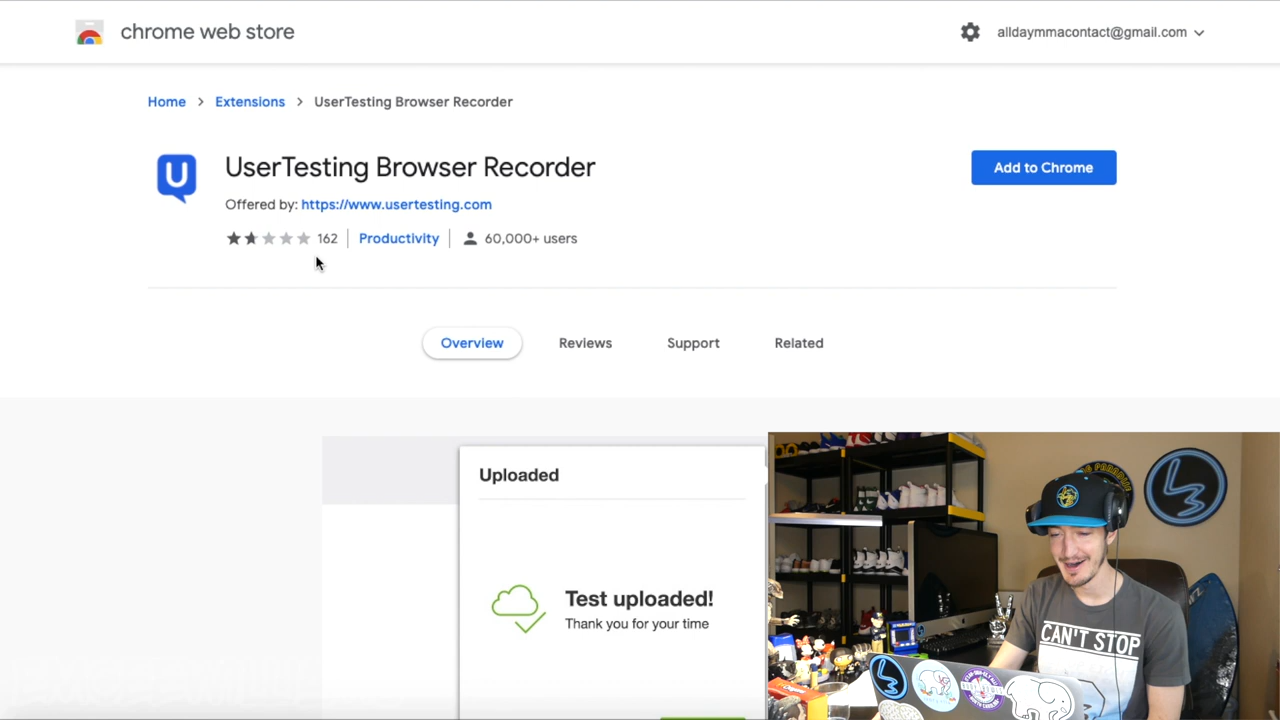 chrome web store
alldaymmacontact@gmail.com
Home > Extensions > UserTesting Browser Recorder
U
UserTesting Browser Recorder
Add to Chrome
Offered by: https://www.usertesting.com
162 | Productivity | 60,000+ users
Overview
Reviews
Support
Related
Uploaded
Test uploaded!
Thank you for your time
CAN'T STOP